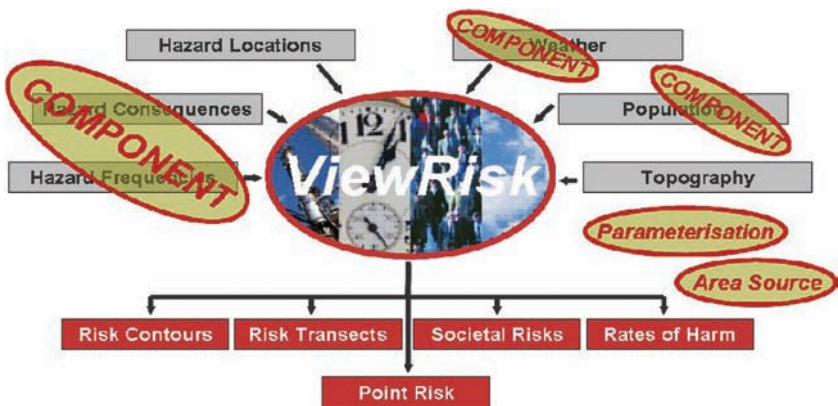 Hazard Locations
COMPONENT
Weather
COMPONENT
Hazard Consequences
COMPONENT
Population
Hazard Frequencies
12
ViewRisk
Topography
Parameterisation
Area Source
Risk Contours
Risk Transects
Societal Risks
Rates of Harm
Point Risk